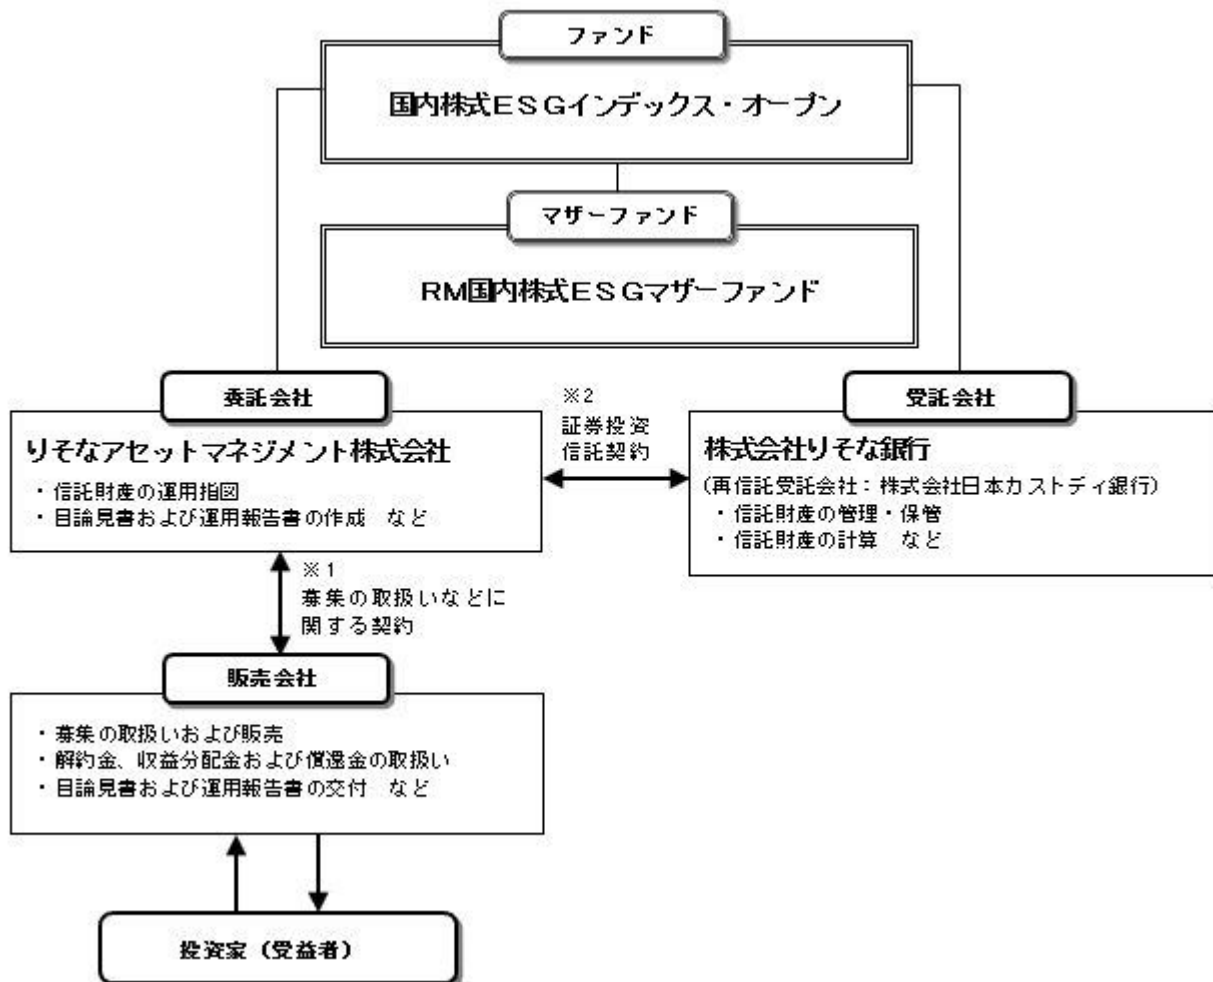 ファンド
国内株式ESGインデックス・オープン
マザーファンド
RM国内株式ESGマザーファンド
委託会社
りそなアセットマネジメント株式会社
・信託財産の運用指図
・目論見書および運用報告書の作成 など
※2
証券投資
信託契約
受託会社
株式会社りそな銀行
(再信託受託会社：株式会社日本カストディ銀行)
・信託財産の管理・保管
・信託財産の計算 など
※1
募集の取扱いなどに
関する契約
販売会社
・募集の取扱いおよび販売
・解約金、収益分配金および償還金の取扱い
・目論見書および運用報告書の交付 など
投資家（受益者）